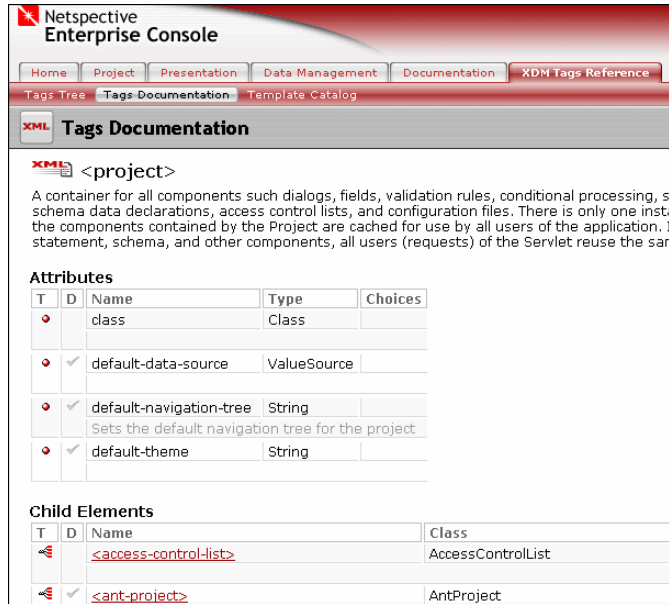 Netspective
Enterprise Console
Home Project Presentation Data Management Documentation XDM Tags Reference
Tags Tree Tags Documentation Template Catalog
XML Tags Documentation
XML <project>
A container for all components such dialogs, fields, validation rules, conditional processing, s
schema data declarations, access control lists, and configuration files. There is only one inst
the components contained by the Project are cached for use by all users of the application.
statement, schema, and other components, all users (requests) of the Servlet reuse the sa
Attributes
T D Name Type Choices
class Class
default-data-source ValueSource
default-navigation-tree String
Sets the default navigation tree for the project
default-theme String
Child Elements
T D Name Class
<access-control-list> AccessControlList
<ant-project> AntProject